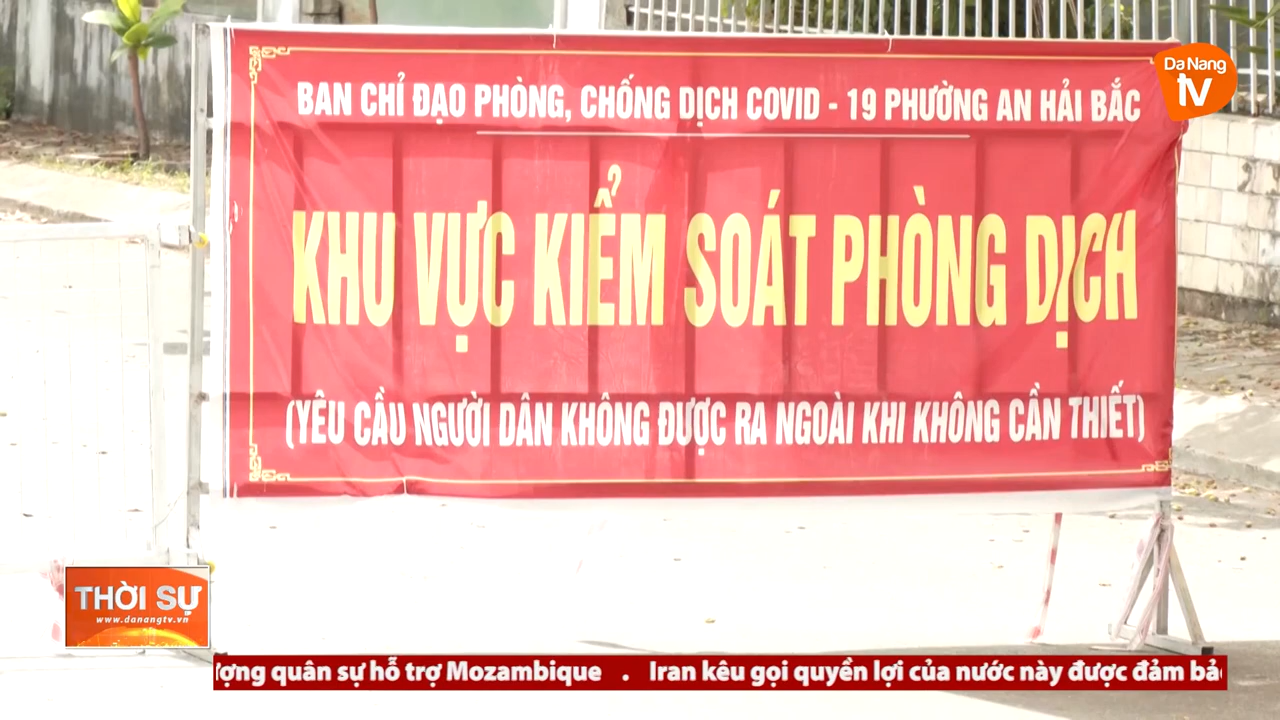 Da Nang
tv
BAN CHỈ ĐẠO PHÒNG, CHỐNG DỊCH COVID - 19 PHƯỜNG AN HẢI BẮC
KHU VỰC KIỂM SOÁT PHÒNG DỊCH
(YÊU CẦU NGƯỜI DÂN KHÔNG ĐƯỢC RA NGOÀI KHI KHÔNG CẦN THIẾT)
THỜI SỰ
www.danangtv.vn
quân sự hỗ trợ Mozambique . Iran kêu gọi quyền lợi của nước này được đảm